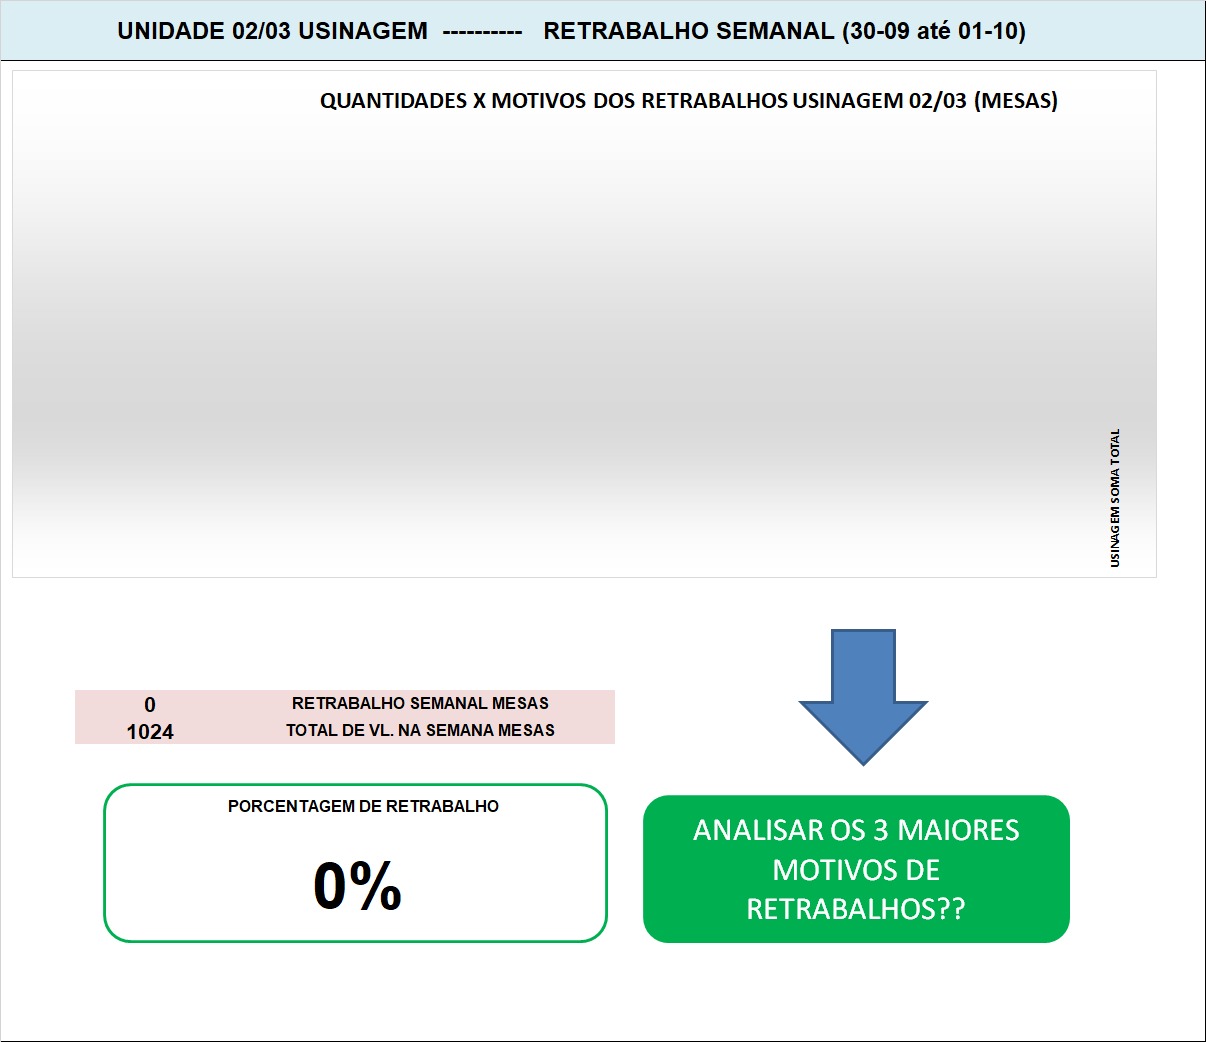 UNIDADE 02/03 USINAGEM ---------- RETRABALHO SEMANAL (30-09 até 01-10)
QUANTIDADES X MOTIVOS DOS RETRABALHOS USINAGEM 02/03 (MESAS)
USINAGEM SOMA TOTAL
0 RETRABALHO SEMANAL MESAS
1024 TOTAL DE VL. NA SEMANA MESAS
PORCENTAGEM DE RETRABALHO
0%
ANALISAR OS 3 MAIORES
MOTIVOS DE
RETRABALHOS??